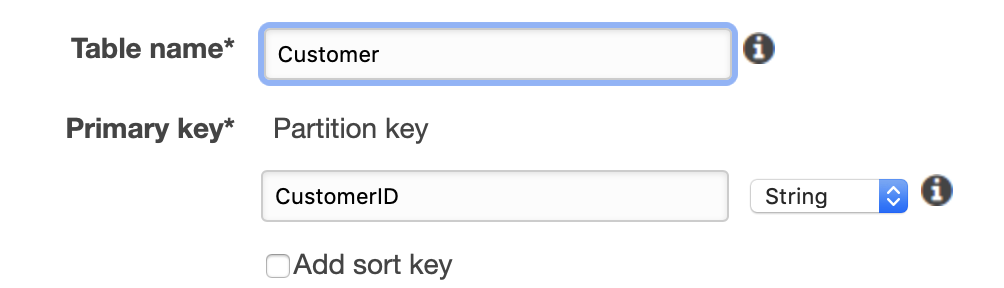 Table name* Customer
Primary key* Partition key
CustomerID String
Add sort key